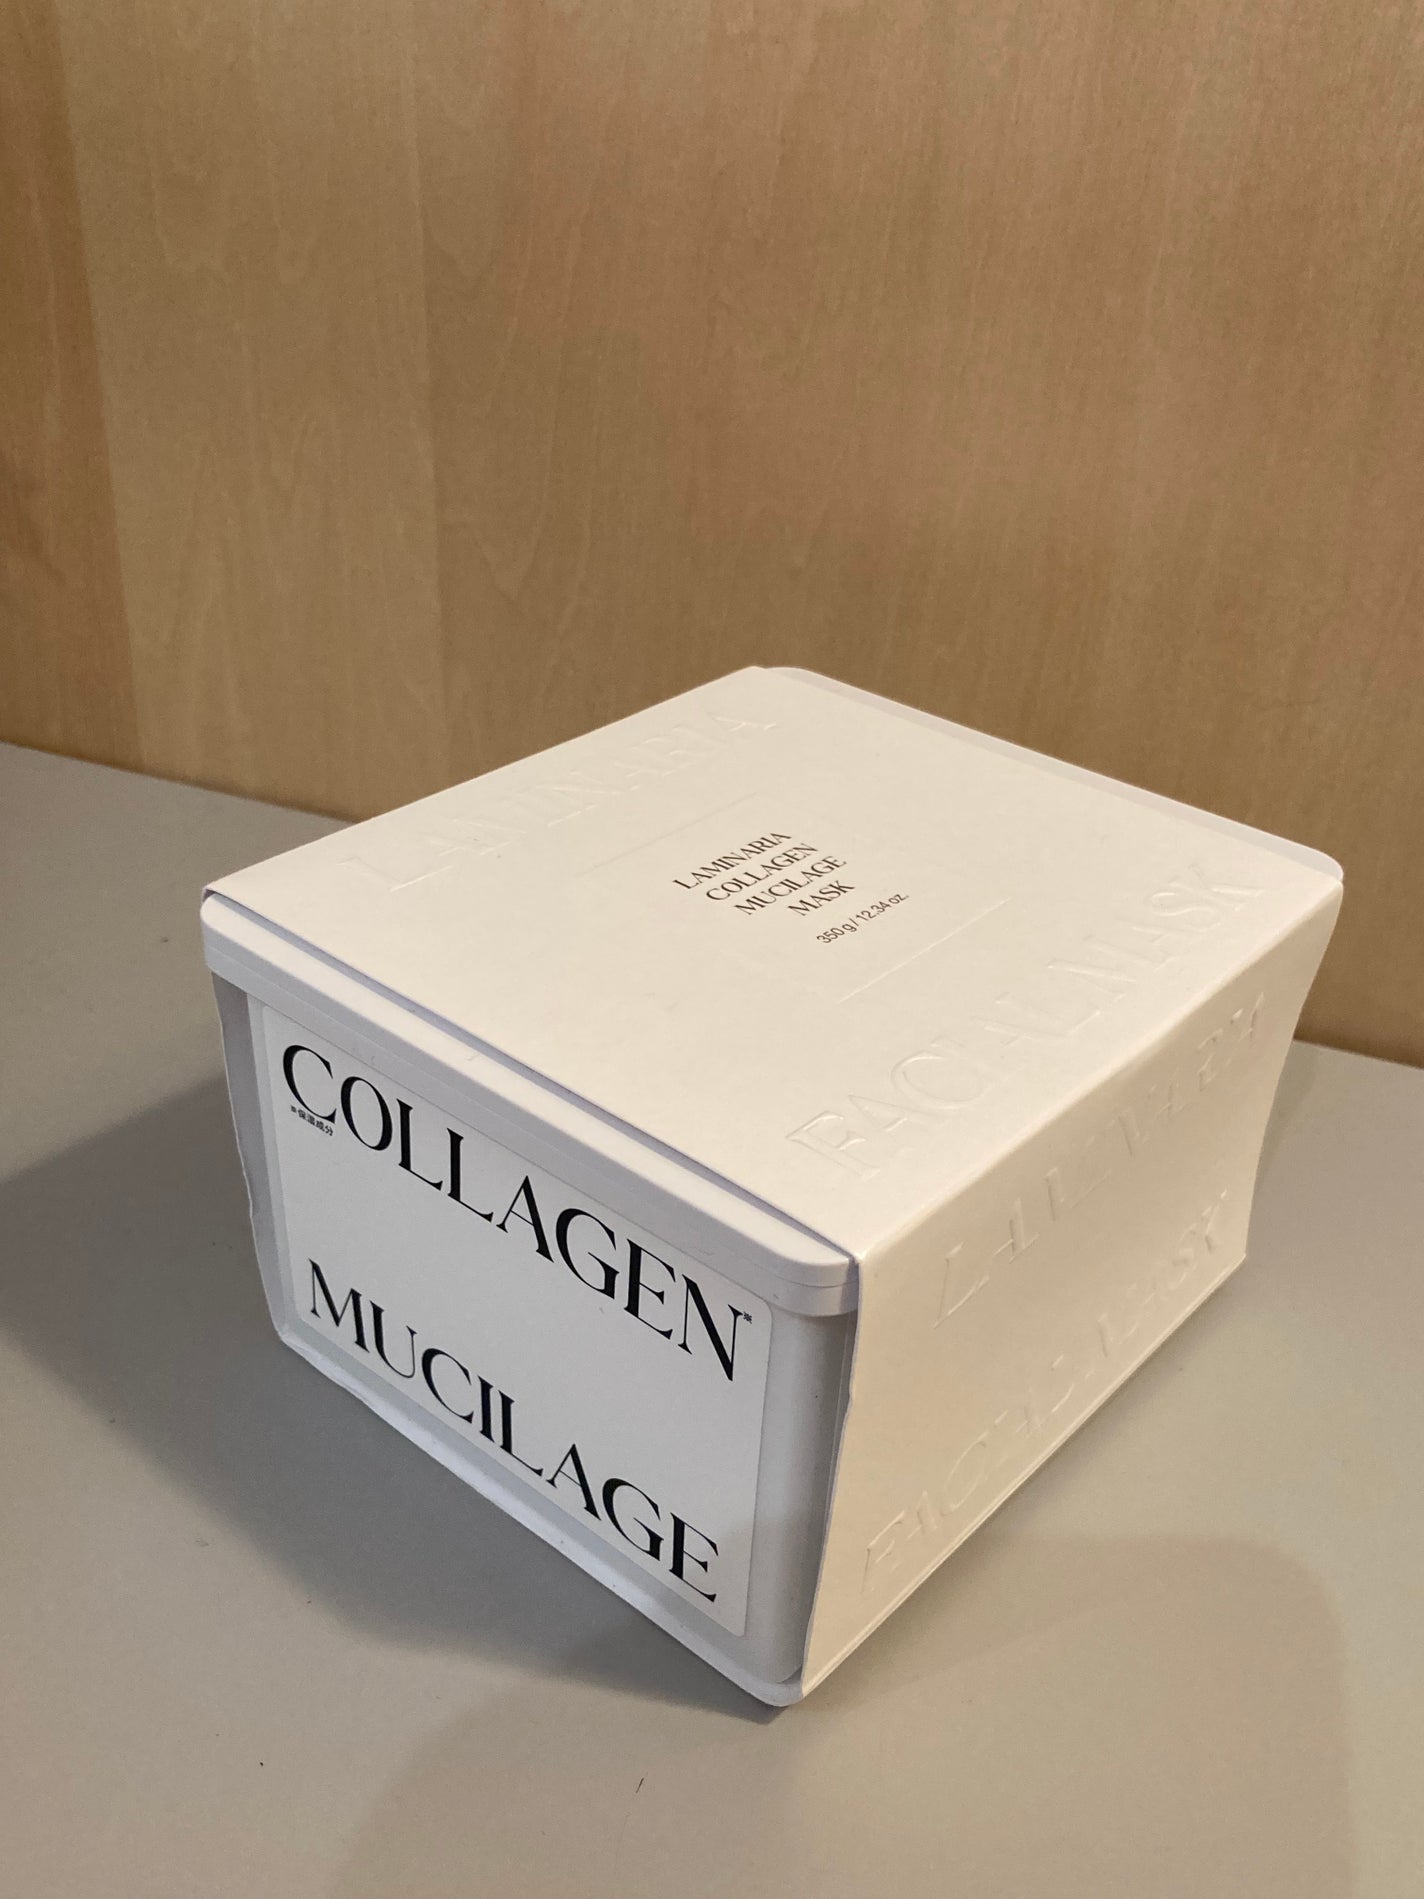 LAMINARIA
LAMINARIA
COLLAGEN
MUCILAGE
MASK
350 g / 12.34 oz.
FACIAL MASK
COLLAGEN※
※保湿成分
MUCILAGE
LAMINARIA
FACIAL MASK